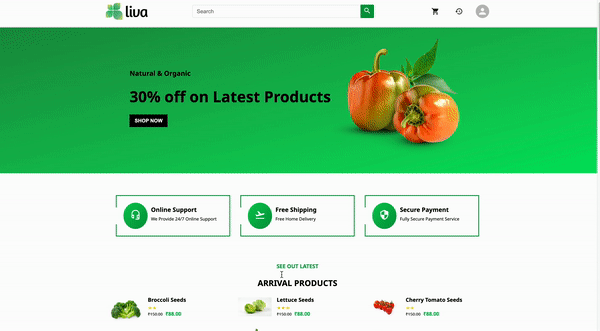 liva
Search
Natural & Organic
30% off on Latest Products
SHOP NOW
Online Support
We Provide 24/7 Online Support
Free Shipping
Free Home Delivery
Secure Payment
Fully Secure Payment Service
SEE OUT LATEST
ARRIVAL PRODUCTS
Broccoli Seeds
₹150.00 ₹88.00
Lettuce Seeds
₹150.00 ₹88.00
Cherry Tomato Seeds
₹150.00 ₹88.00